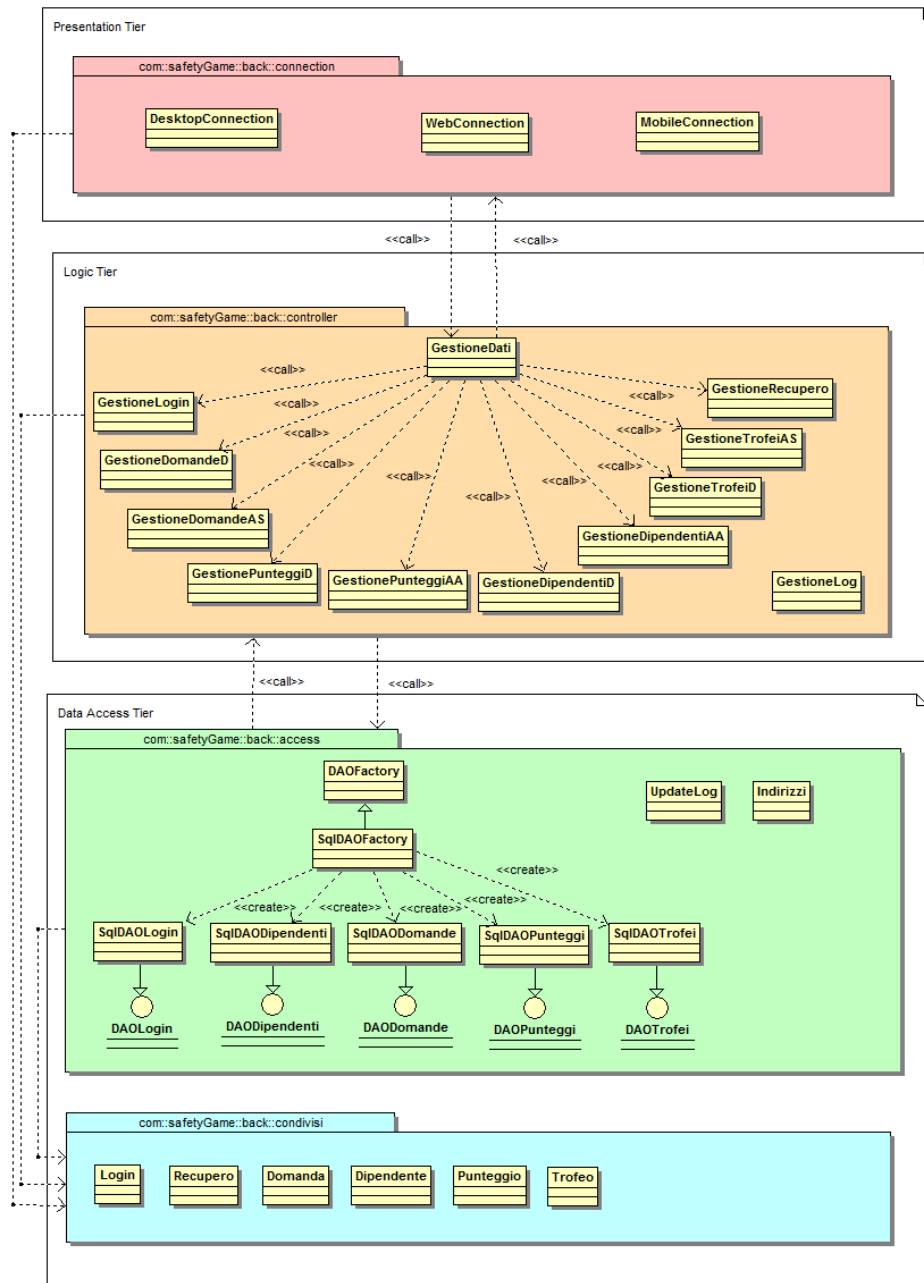 Presentation Tier
com::safetyGame::back::connection
DesktopConnection
WebConnection
MobileConnection
<<call>>
<<call>>
Logic Tier
com::safetyGame::back::controller
GestioneDati
<<call>>
GestioneRecupero
GestioneLogin
<<call>>
<<call>>
GestioneTrofeiAS
GestioneDomandeD
<<call>>
<<call>>
<<call>>
<<call>>
GestioneTrofeiD
<<call>>
GestioneDomandeAS
<<call>>
GestioneDipendentiAA
GestionePunteggiD
GestionePunteggiAA
GestioneDipendentiD
GestioneLog
<<call>>
<<call>>
Data Access Tier
com::safetyGame::back::access
DAOFactory
UpdateLog
Indirizzi
SqlDAOFactory
<<create>>
<<create>>
<<create>>
<<create>>
<<create>>
SqlDAOLogin
SqlDAODipendenti
SqlDAODomande
SqlDAOPunteggi
SqlDAOTrofei
DAOLogin
DAODipendenti
DAODomande
DAOPunteggi
DAOTrofei
com::safetyGame::back::condivisi
Login
Recupero
Domanda
Dipendente
Punteggio
Trofeo